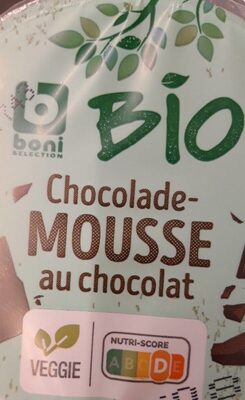 BIO
boni
SELECTION
Chocolade-
MOUSSE
au chocolat
VEGGIE
NUTRI-SCORE
A B C D E